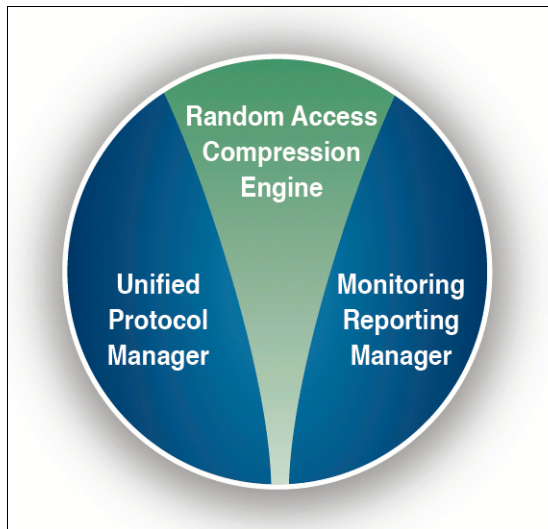 Random Access
Compression
Engine
Unified
Protocol
Manager
Monitoring
Reporting
Manager